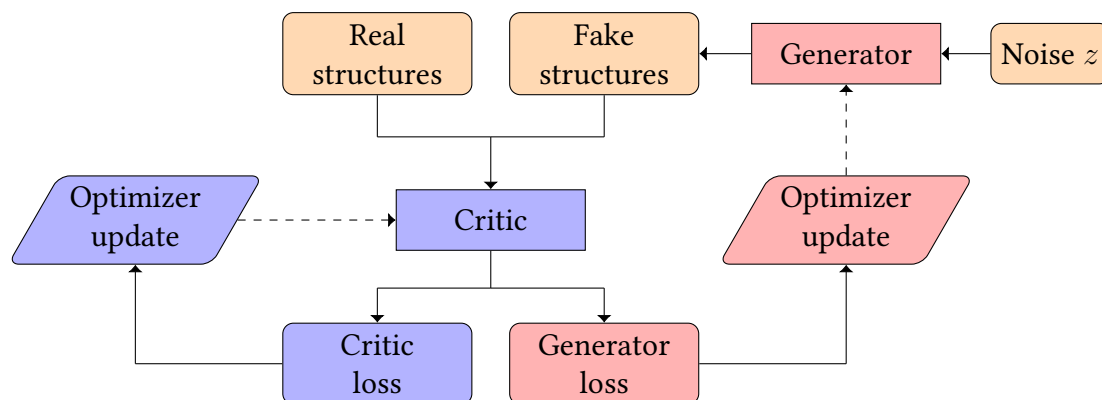 Real
structures
Fake
structures
Generator
Noise z
Optimizer
update
Critic
Optimizer
update
Critic
loss
Generator
loss